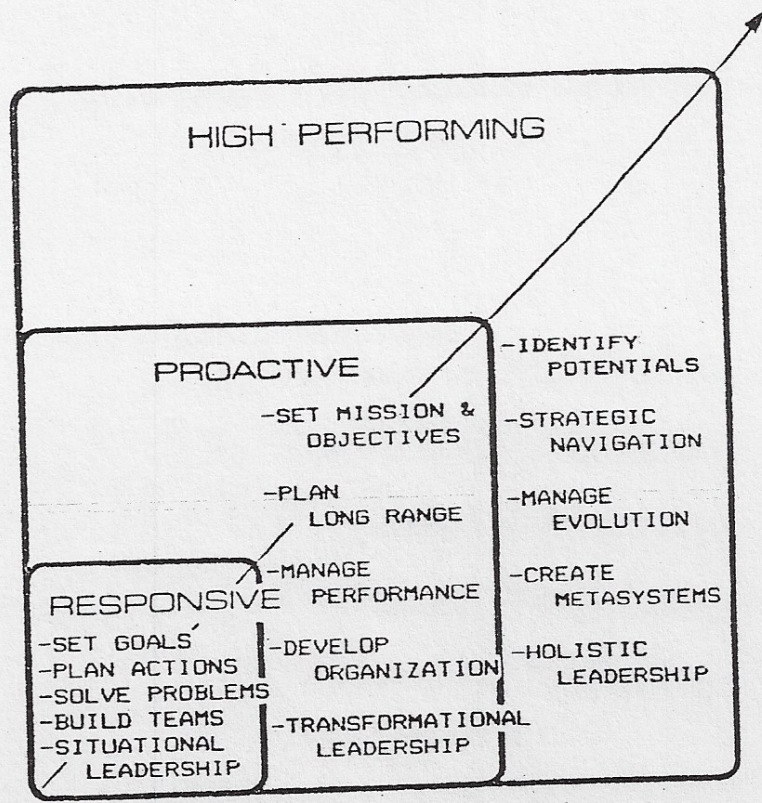 HIGH PERFORMING
PROACTIVE
-SET MISSION &
OBJECTIVES
-PLAN
LONG RANGE
-MANAGE
PERFORMANCE
-DEVELOP
ORGANIZATION
-TRANSFORMATIONAL
LEADERSHIP
RESPONSIVE
-SET GOALS
-PLAN ACTIONS
-SOLVE PROBLEMS
-BUILD TEAMS
-SITUATIONAL
LEADERSHIP
-IDENTIFY
POTENTIALS
-STRATEGIC
NAVIGATION
-MANAGE
EVOLUTION
-CREATE
METASYSTEMS
-HOLISTIC
LEADERSHIP